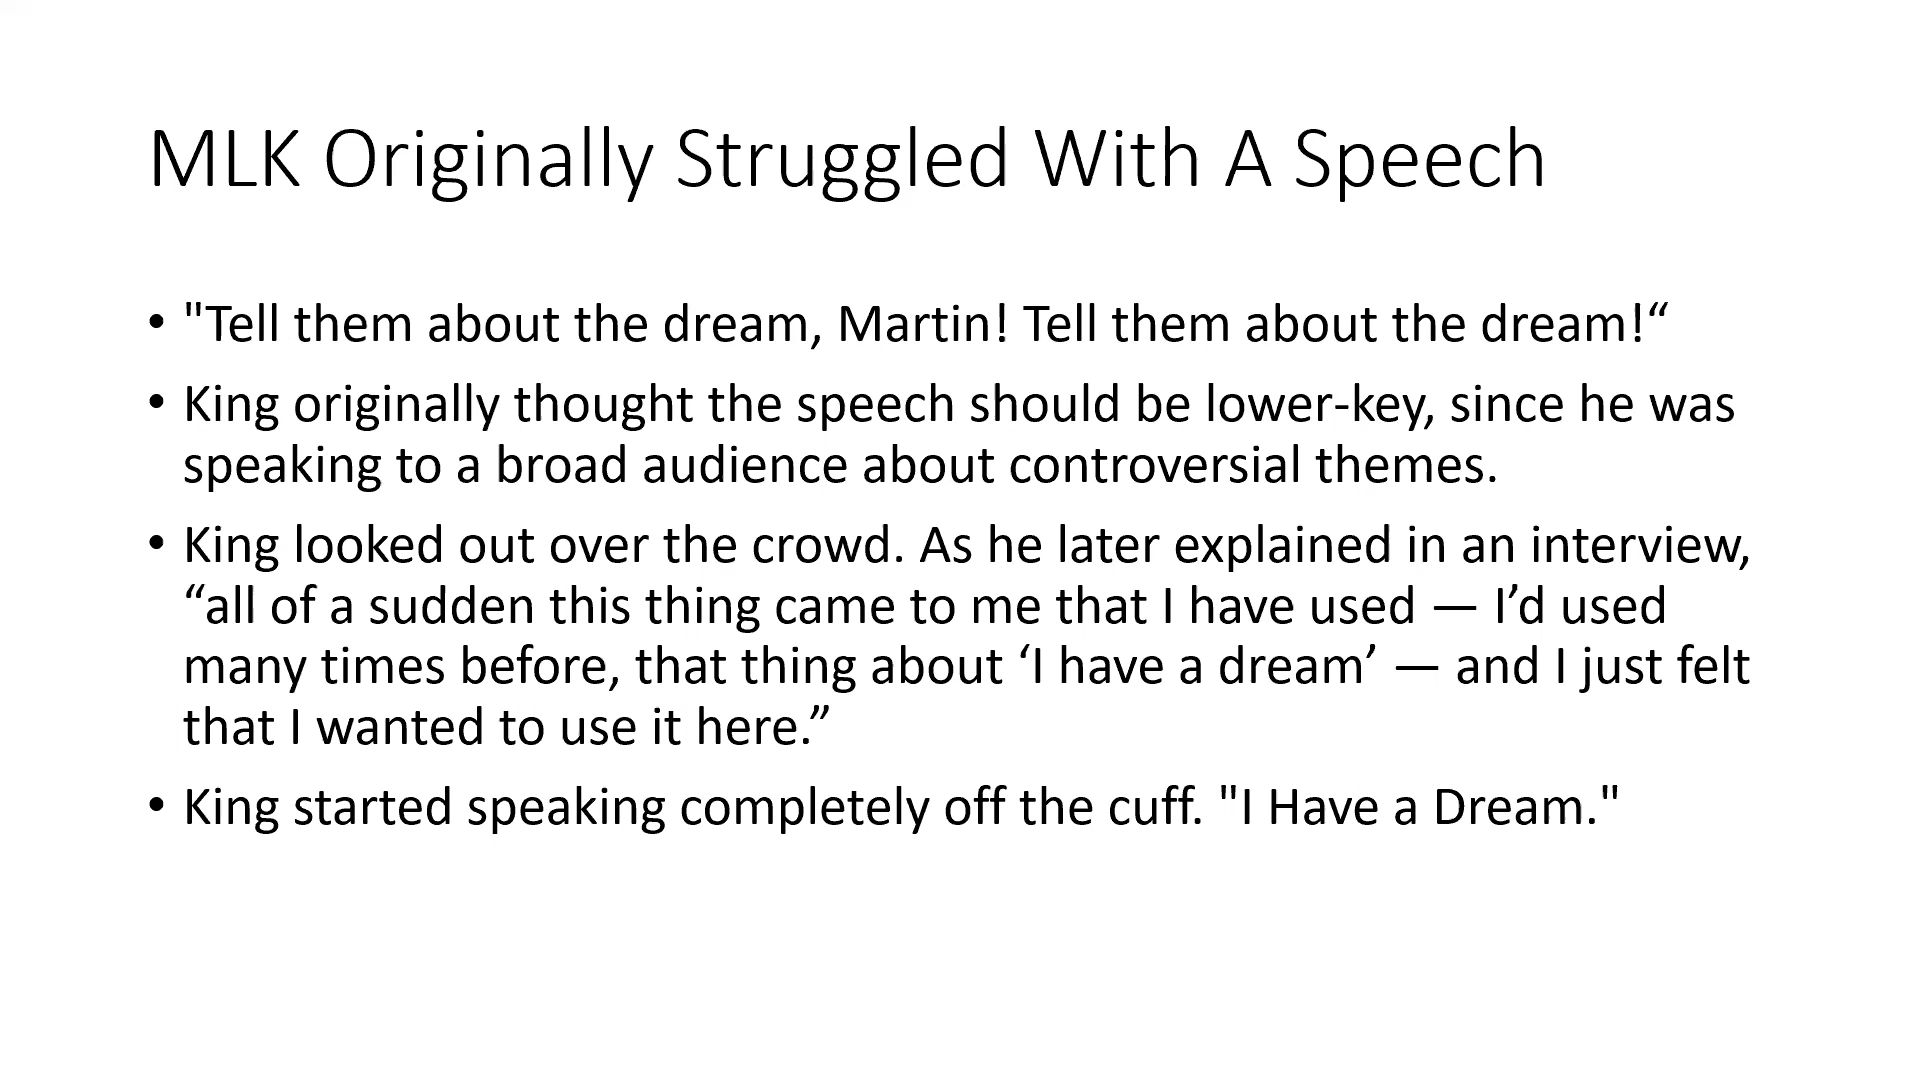 MLK Originally Struggled With A Speech
• "Tell them about the dream, Martin! Tell them about the dream!“
• King originally thought the speech should be lower-key, since he was
speaking to a broad audience about controversial themes.
• King looked out over the crowd. As he later explained in an interview,
“all of a sudden this thing came to me that I have used — I’d used
many times before, that thing about ‘I have a dream’ — and I just felt
that I wanted to use it here.”
• King started speaking completely off the cuff. "I Have a Dream."